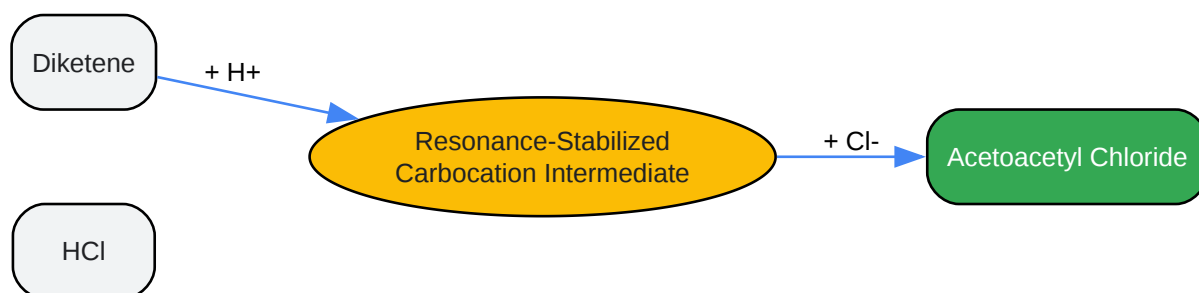 Diketene
+ H+
Resonance-Stabilized
Carbocation Intermediate
+ Cl-
Acetoacetyl Chloride
HCl